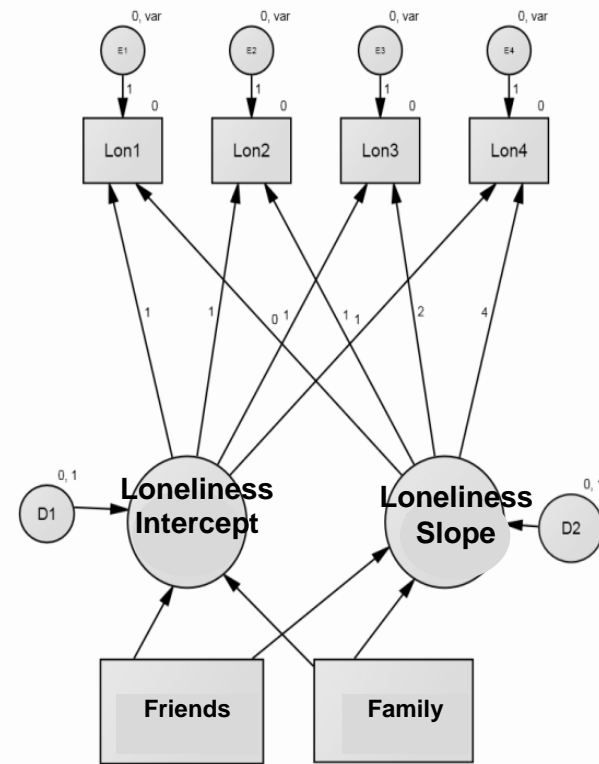 0, var 0, var 0, var 0, var
E1 E2 E3 E4
1 1 1 1
0 0 0 0
Lon1 Lon2 Lon3 Lon4
1 1 0 1 1 1 2 4
0, 1 0, 1
Loneliness Loneliness
Intercept Slope
D1 D2
Friends Family